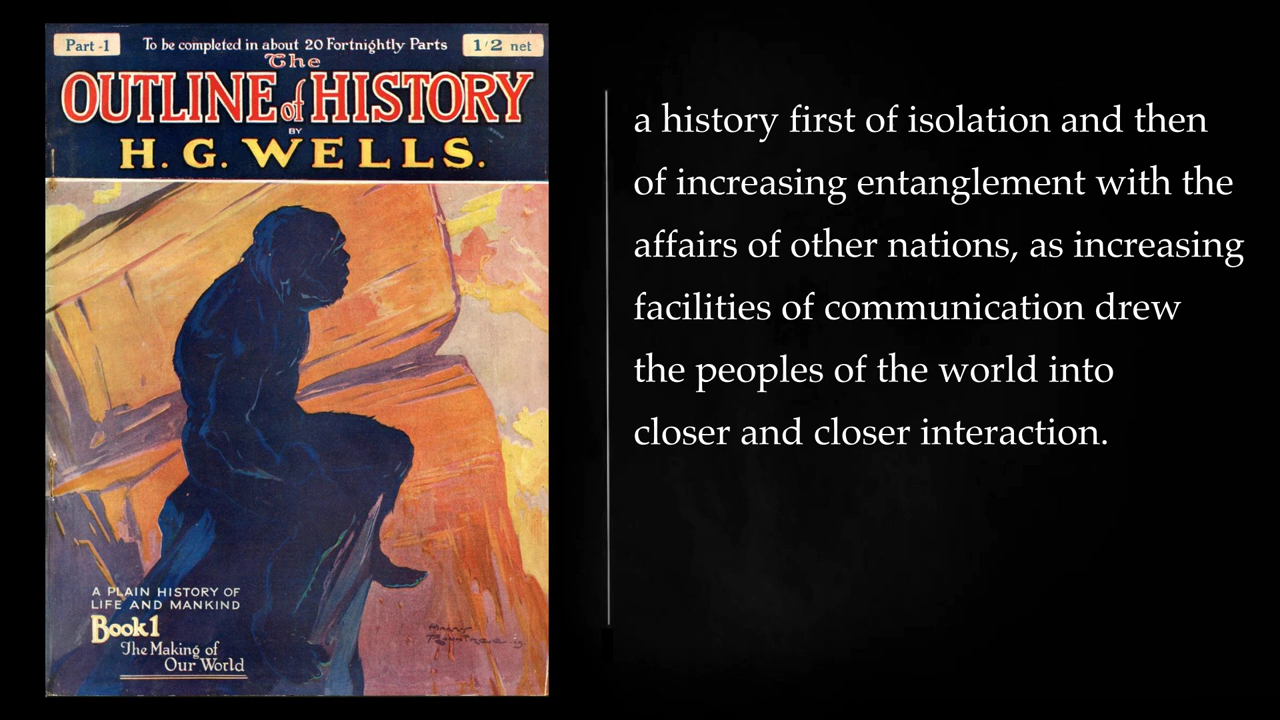 Part -1
To be completed in about 20 Fortnightly Parts
1/2 net
The
OUTLINE of HISTORY
BY
H. G. WELLS.
A PLAIN HISTORY OF
LIFE AND MANKIND
Book 1
The Making of
Our World
a history first of isolation and then
of increasing entanglement with the
affairs of other nations, as increasing
facilities of communication drew
the peoples of the world into
closer and closer interaction.